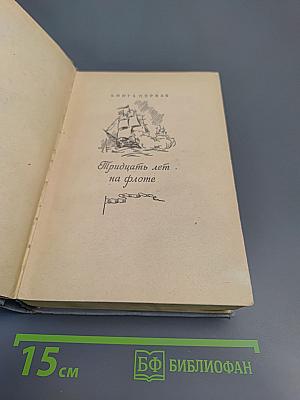 КНИГА ПЕРВАЯ
Тридцать лет
на флоте
15 см
БФ БИБЛИОФАН